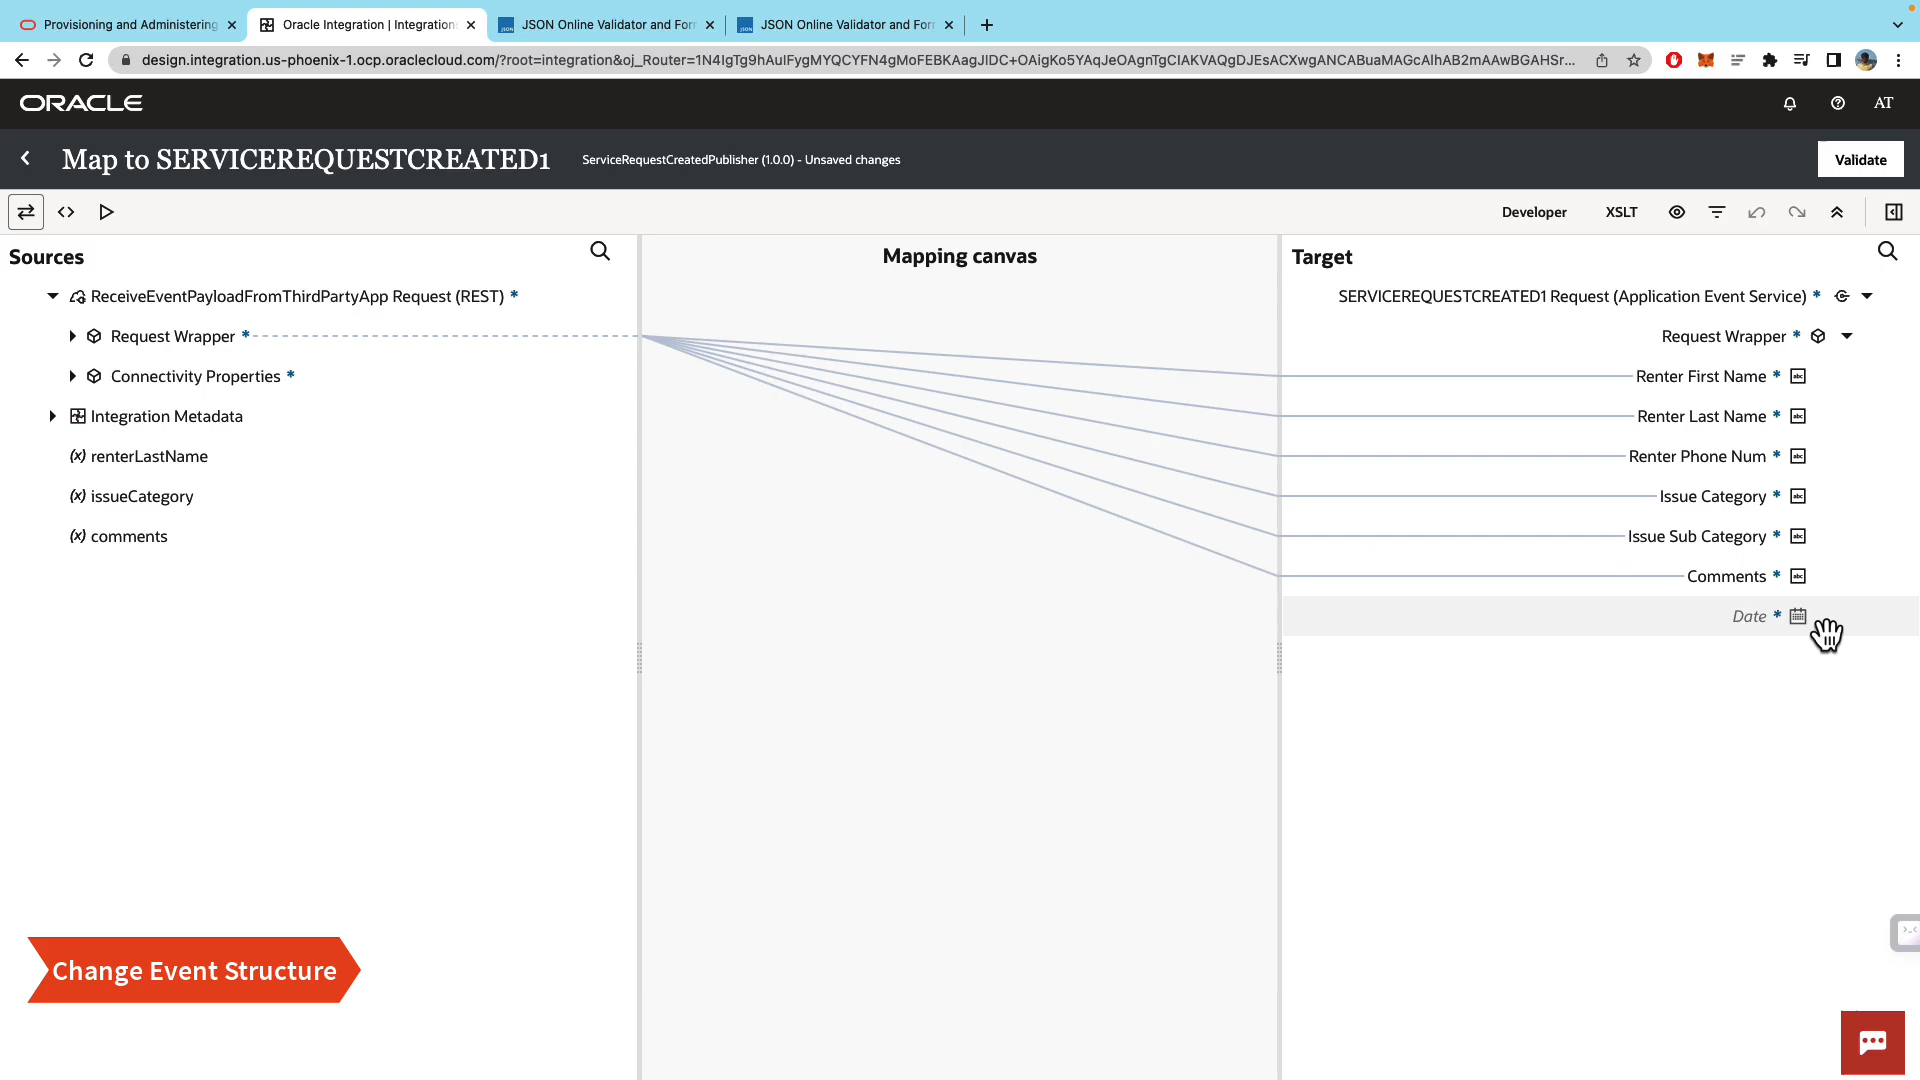 Provisioning and Administering
Oracle Integration | Integration
JSON Online Validator and For
JSON Online Validator and For
design.integration.us-phoenix-1.ocp.oraclecloud.com/?root=integration&oj_Router=1N4IgTg9hAuIFygMYQCYFN4gMoFEBKAagJIDC+OAigKo5YAqJeOAgnTgCIAKVAQgDJEsACXwgANCABuaMAGcAIhAB2mAAwBGAHSr...
ORACLE
AT
Map to SERVICEREQUESTCREATED1
ServiceRequestCreatedPublisher (1.0.0) - Unsaved changes
Validate
Developer
XSLT
Sources
Mapping canvas
Target
ReceiveEventPayloadFromThirdPartyApp Request (REST) *
SERVICEREQUESTCREATED1 Request (Application Event Service) *
Request Wrapper *
Request Wrapper *
Connectivity Properties *
Renter First Name *
Integration Metadata
Renter Last Name *
(x) renterLastName
Renter Phone Num *
(x) issueCategory
Issue Category *
(x) comments
Issue Sub Category *
Comments *
Date *
Change Event Structure